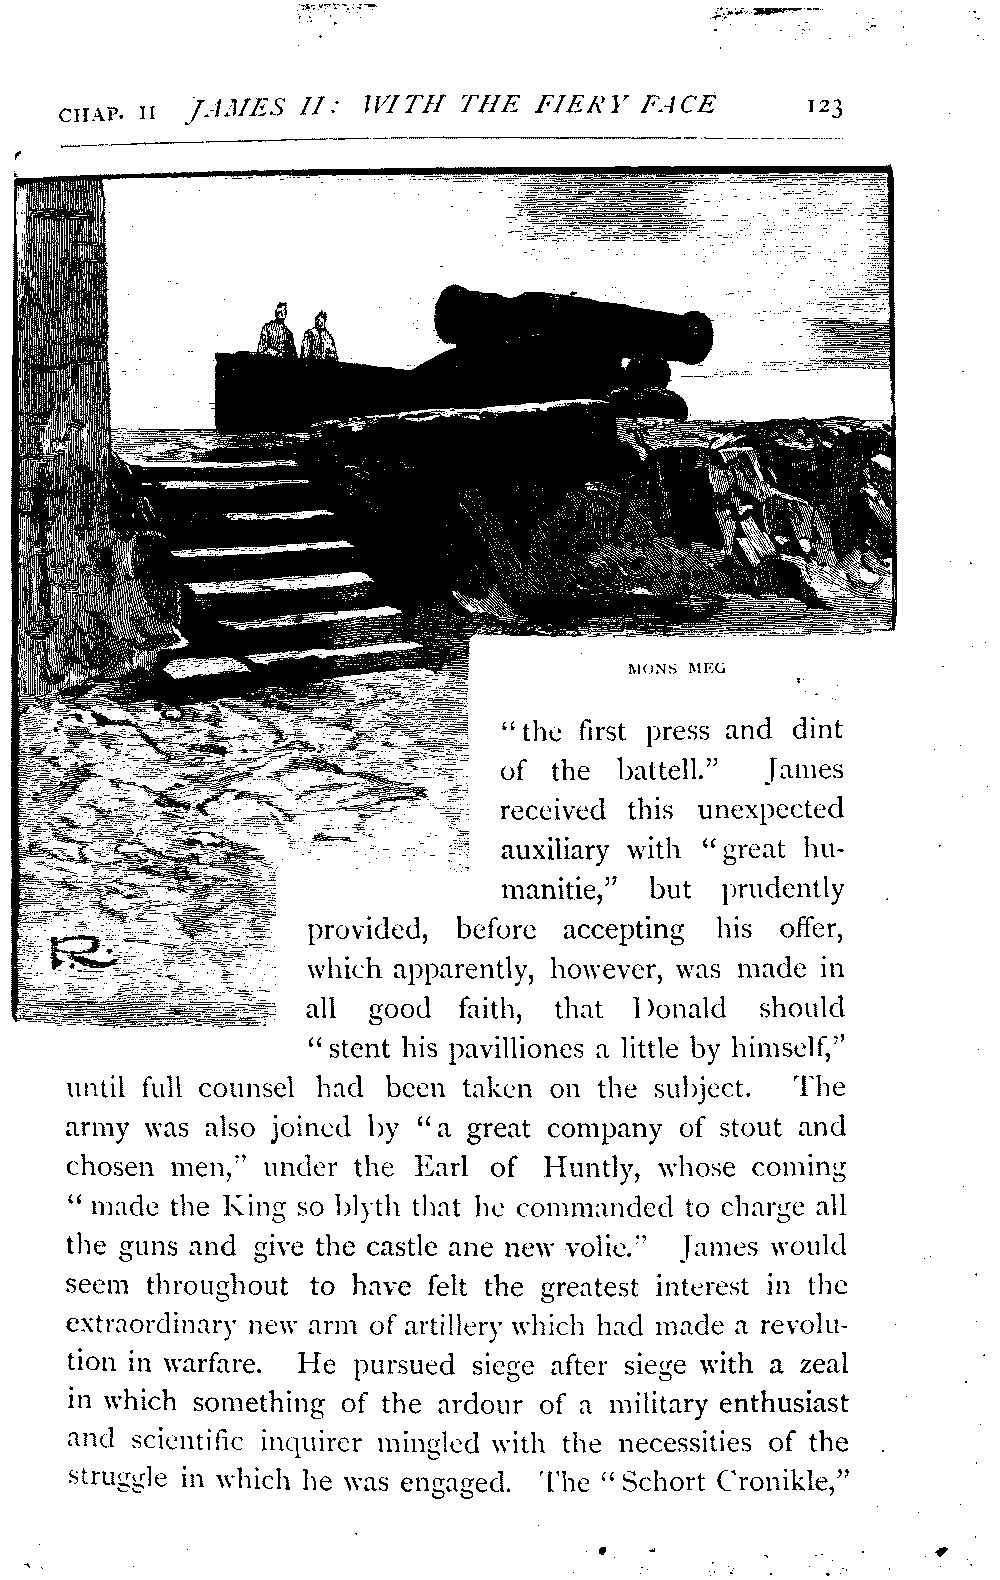 CHAP. II JAMES II: WITH THE FIERY FACE 123
MONS MEG
"the first press and dint
of the battell." James
received this unexpected
auxiliary with "great hu-
manitie," but prudently
provided, before accepting his offer,
which apparently, however, was made in
all good faith, that Donald should
"stent his pavilliones a little by himself,"
until full counsel had been taken on the subject. The
army was also joined by "a great company of stout and
chosen men," under the Earl of Huntly, whose coming
"made the King so blyth that he commanded to charge all
the guns and give the castle ane new volie." James would
seem throughout to have felt the greatest interest in the
extraordinary new arm of artillery which had made a revolu-
tion in warfare. He pursued siege after siege with a zeal
in which something of the ardour of a military enthusiast
and scientific inquirer mingled with the necessities of the
struggle in which he was engaged. The "Schort Cronikle,"
R.